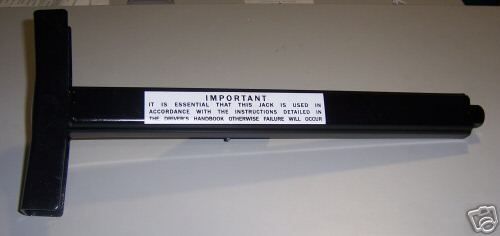 IMPORTANT
IT IS ESSENTIAL THAT THIS JACK IS USED IN
ACCORDANCE WITH THE INSTRUCTIONS DETAILED IN
THE DRIVER'S HANDBOOK OTHERWISE FAILURE WILL OCCUR